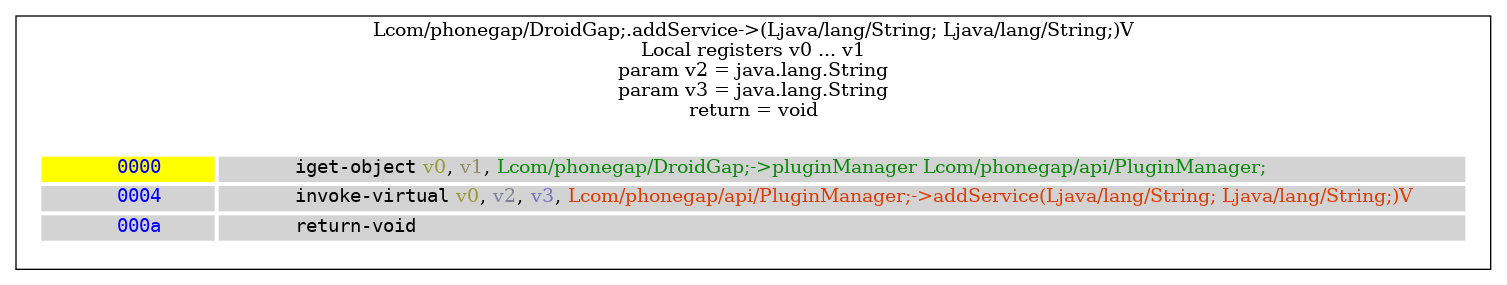 Lcom/phonegap/DroidGap;.addService->(Ljava/lang/String; Ljava/lang/String;)V
Local registers v0 ... v1
param v2 = java.lang.String
param v3 = java.lang.String
return = void
0000 iget-object v0, v1, Lcom/phonegap/DroidGap;->pluginManager Lcom/phonegap/api/PluginManager;
0004 invoke-virtual v0, v2, v3, Lcom/phonegap/api/PluginManager;->addService(Ljava/lang/String; Ljava/lang/String;)V
000a return-void